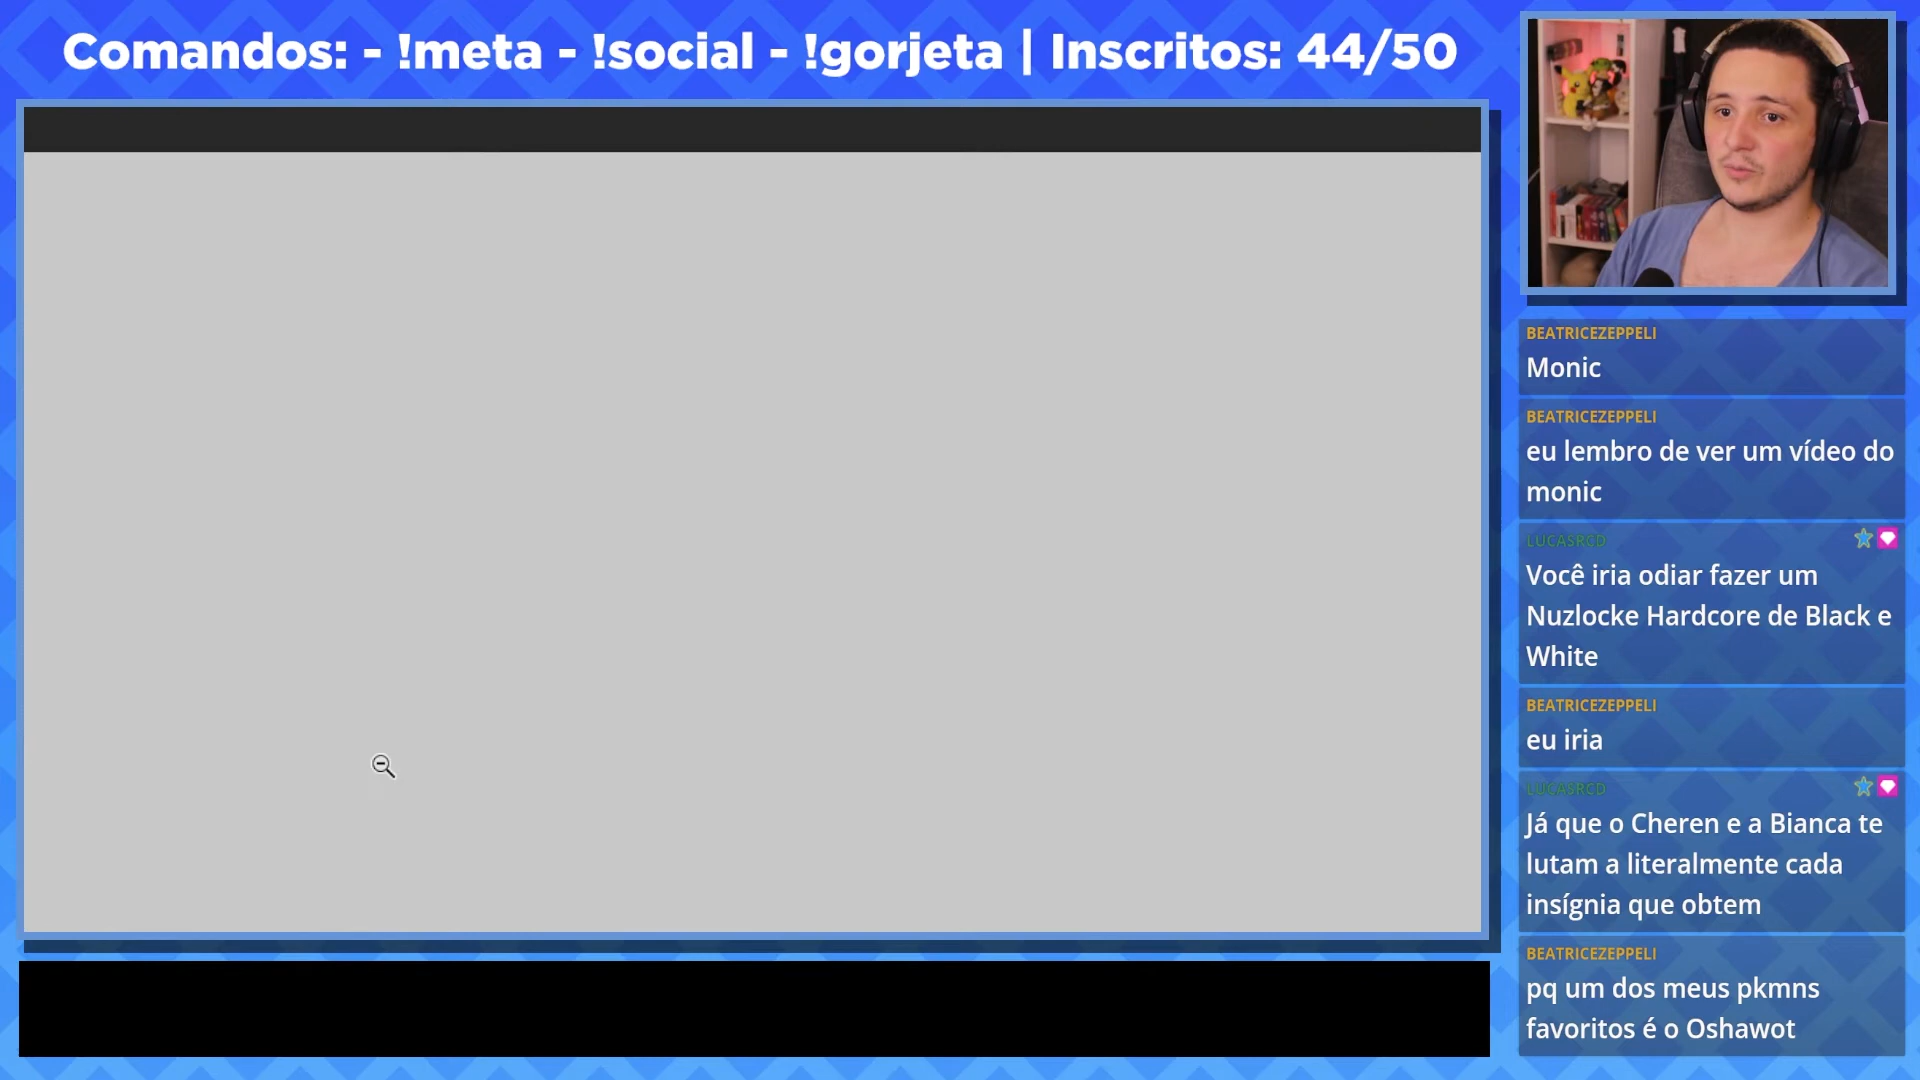 Comandos: - !meta - !social - !gorjeta | Inscritos: 44/50
BEATRICEZEPPELI
Monic
BEATRICEZEPPELI
eu lembro de ver um vídeo do
monic
LUCASRCD
Você iria odiar fazer um
Nuzlocke Hardcore de Black e
White
BEATRICEZEPPELI
eu iria
LUCASRCD
Já que o Cheren e a Bianca te
lutam a literalmente cada
insígnia que obtem
BEATRICEZEPPELI
pq um dos meus pkmns
favoritos é o Oshawot